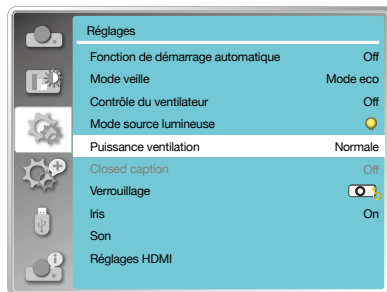 Réglages
Fonction de démarrage automatique Off
Mode veille Mode eco
Contrôle du ventilateur Off
Mode source lumineuse
Puissance ventilation Normale
Closed caption Off
Verrouillage
Iris On
Son
Réglages HDMI